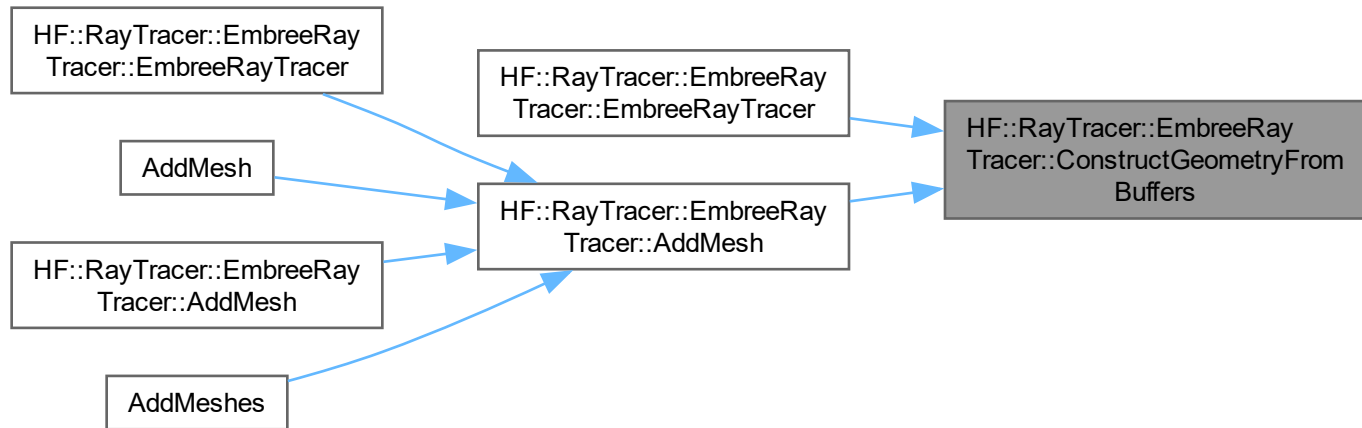 HF::RayTracer::EmbreeRay
Tracer::EmbreeRayTracer
AddMesh
HF::RayTracer::EmbreeRay
Tracer::AddMesh
AddMeshes
HF::RayTracer::EmbreeRay
Tracer::EmbreeRayTracer
HF::RayTracer::EmbreeRay
Tracer::AddMesh
HF::RayTracer::EmbreeRay
Tracer::ConstructGeometryFrom
Buffers